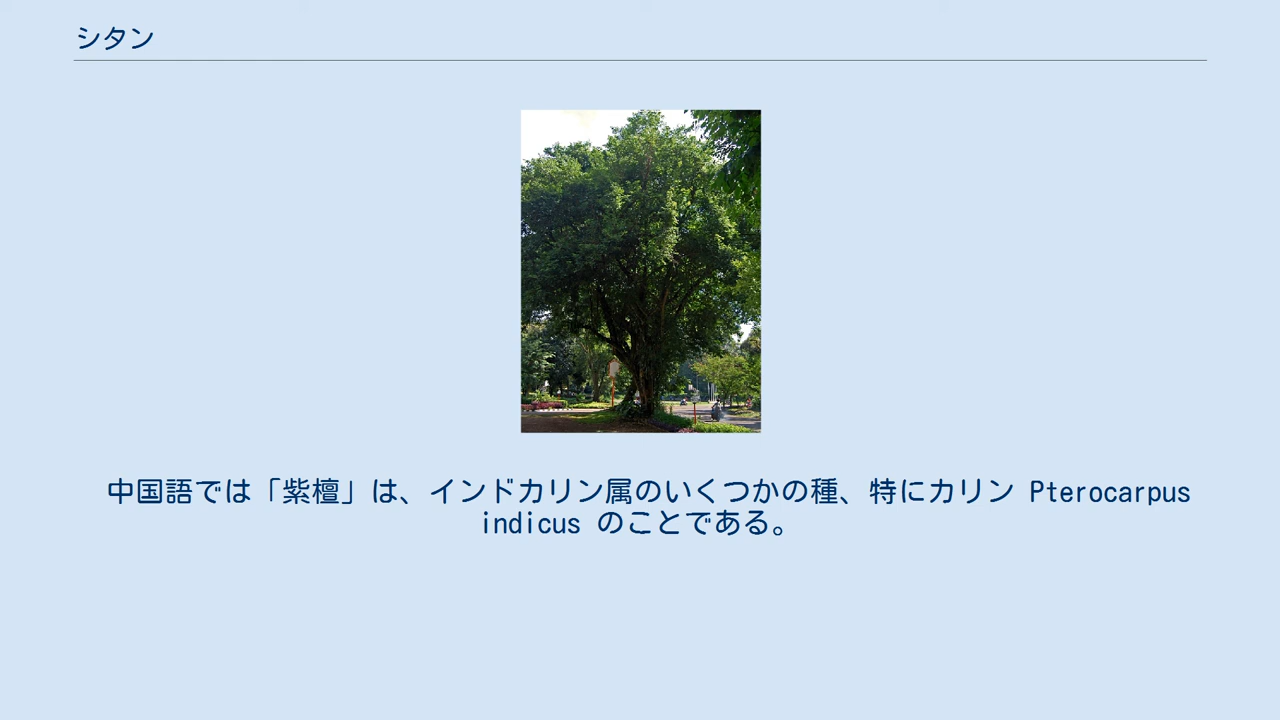 シタン
中国語では「紫檀」は、インドカリン属のいくつかの種、特にカリン Pterocarpus
indicus のことである。